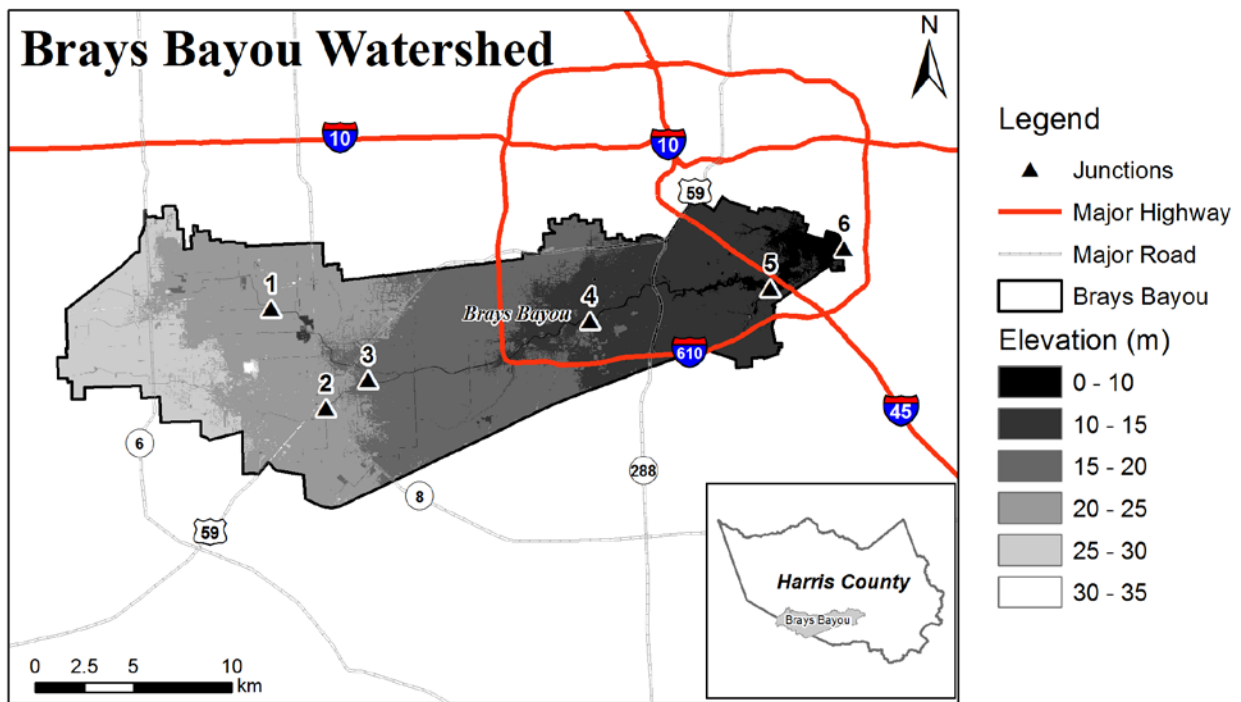 Brays Bayou Watershed
N
10
10
59
6
5
1
4
Brays Bayou
3
2
610
45
6
8
288
59
Harris County
Brays Bayou
0 2.5 5 10
km
Legend
Junctions
Major Highway
Major Road
Brays Bayou
Elevation (m)
0 - 10
10 - 15
15 - 20
20 - 25
25 - 30
30 - 35